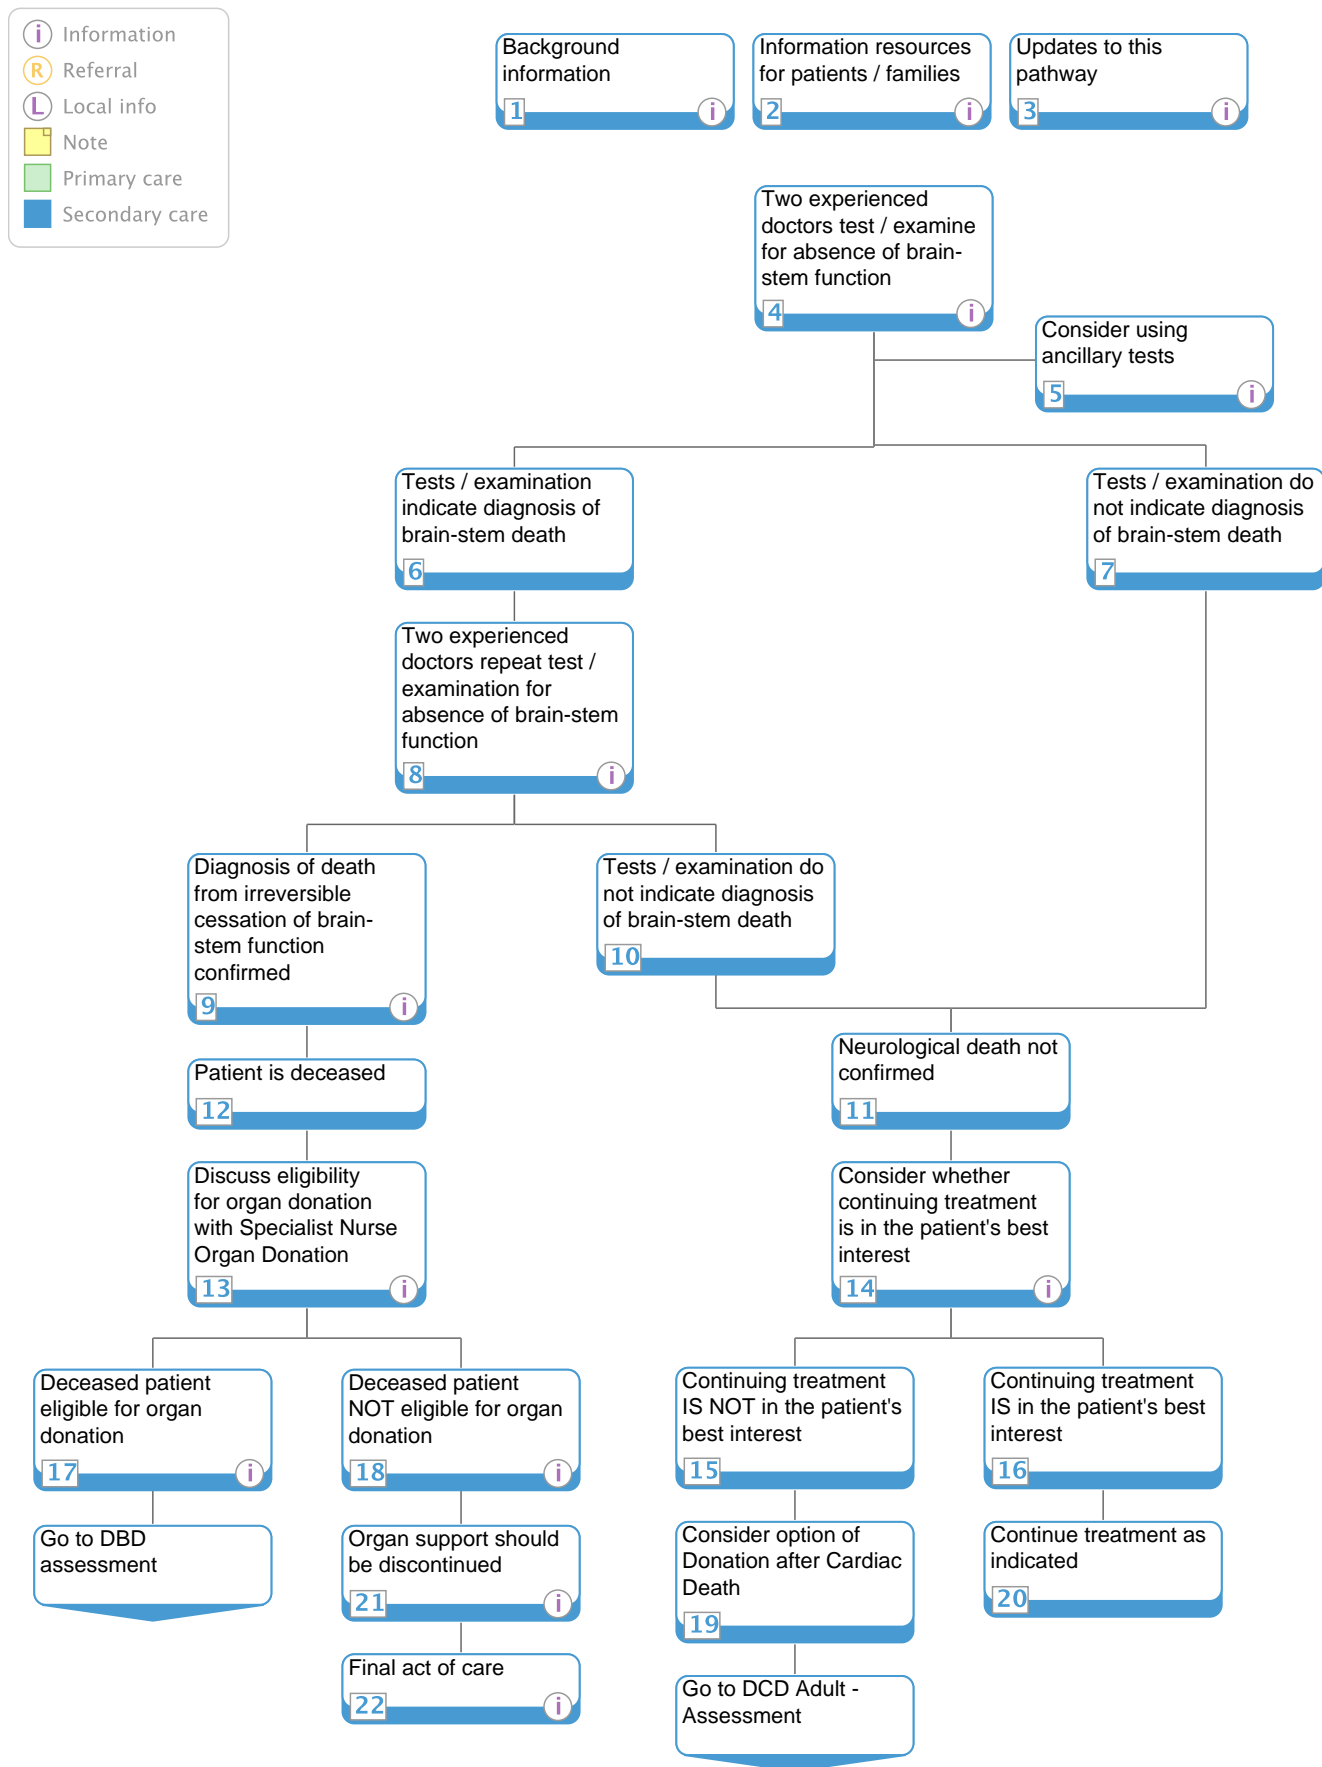 i Information
R Referral
L Local info
Note
Primary care
Secondary care
Background
information
1 i
Information resources
for patients / families
2 i
Updates to this
pathway
3 i
Two experienced
doctors test / examine
for absence of brain-
stem function
4 i
Consider using
ancillary tests
5 i
Tests / examination
indicate diagnosis of
brain-stem death
6
Tests / examination do
not indicate diagnosis
of brain-stem death
7
Two experienced
doctors repeat test /
examination for
absence of brain-stem
function
8 i
Diagnosis of death
from irreversible
cessation of brain-
stem function
confirmed
9 i
Tests / examination do
not indicate diagnosis
of brain-stem death
10
Neurological death not
confirmed
11
Patient is deceased
12
Discuss eligibility
for organ donation
with Specialist Nurse
Organ Donation
13 i
Consider whether
continuing treatment
is in the patient's best
interest
14 i
Deceased patient
eligible for organ
donation
17 i
Deceased patient
NOT eligible for organ
donation
18 i
Continuing treatment
IS NOT in the patient's
best interest
15
Continuing treatment
IS in the patient's best
interest
16
Go to DBD
assessment
Organ support should
be discontinued
21 i
Consider option of
Donation after Cardiac
Death
19
Continue treatment as
indicated
20
Final act of care
22 i
Go to DCD Adult -
Assessment